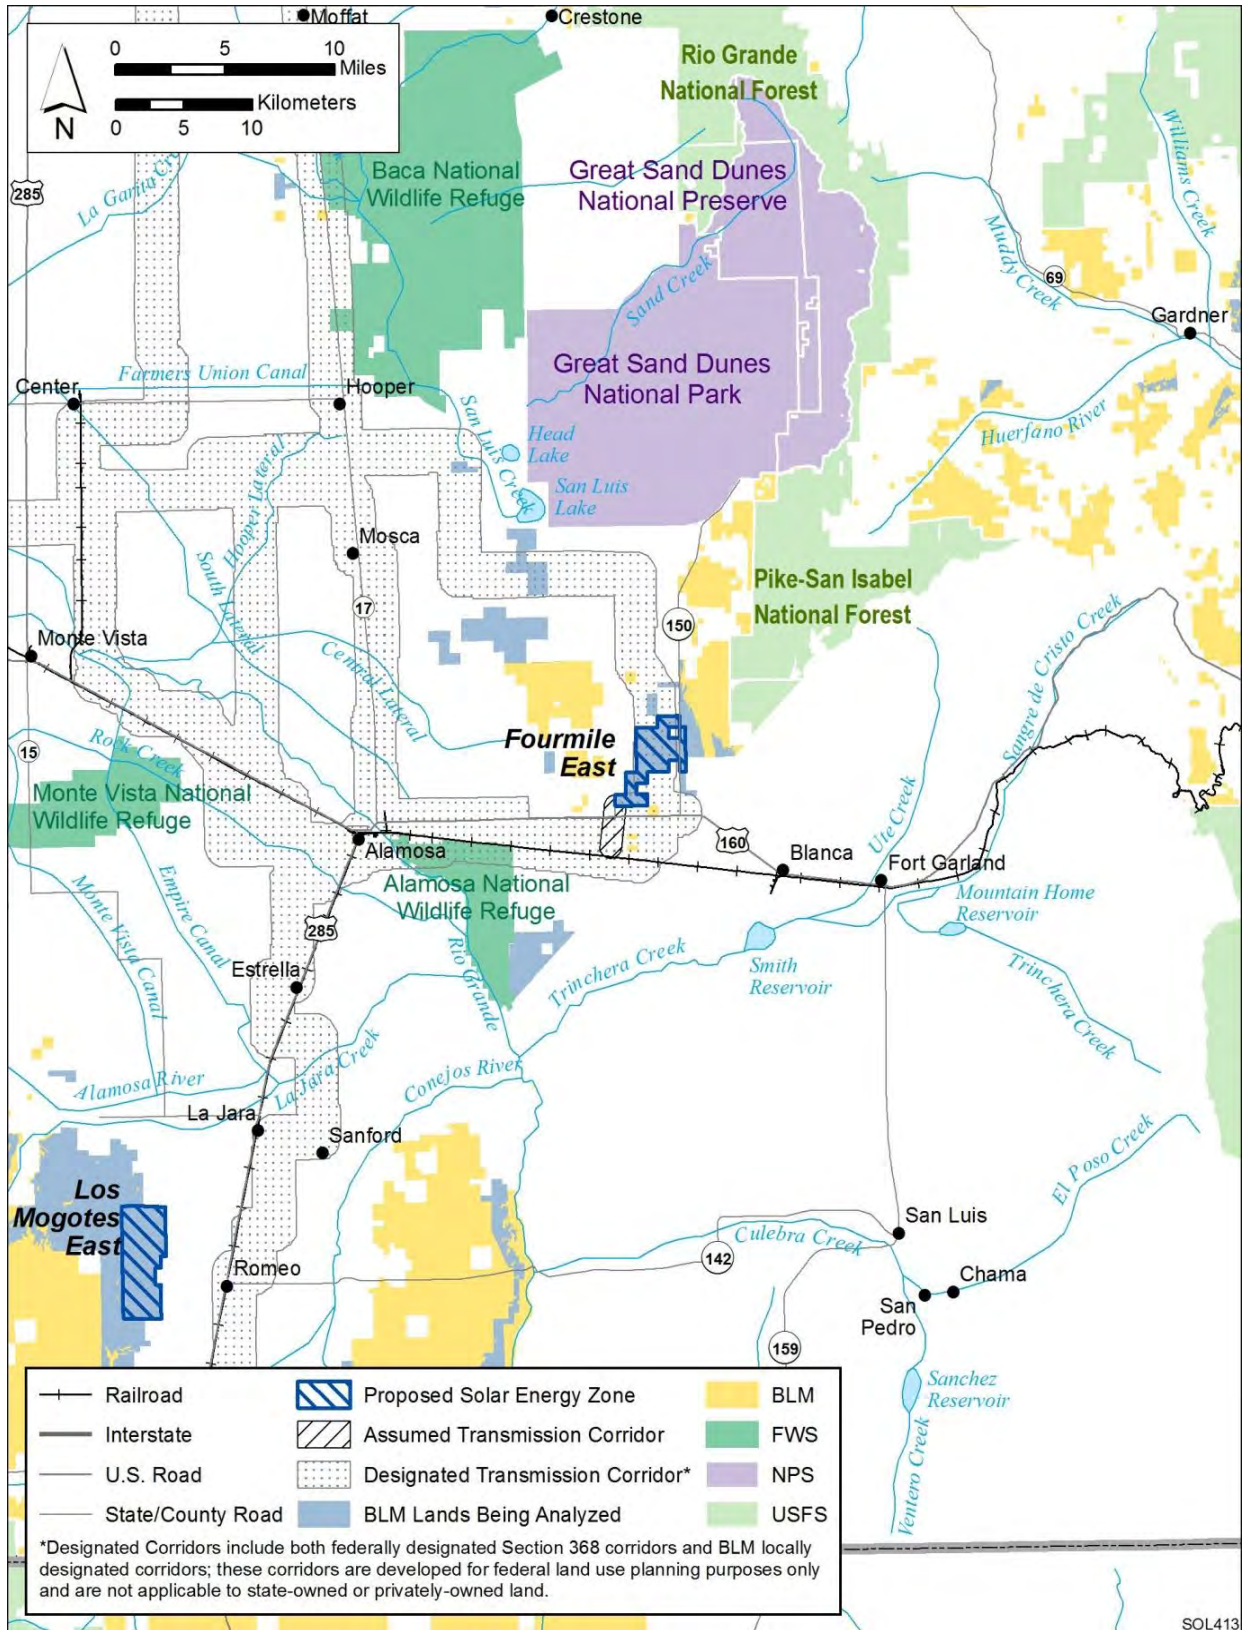 Moffat
Crestone
0 5 10
Miles
Kilometers
0 5 10
N
Rio Grande
National Forest
285
La Garita Cre
Baca National
Wildlife Refuge
Great Sand Dunes
National Preserve
Williams Creek
Muddy Creek
69
Sand Creek
Gardner
Farmers Union Canal
Center
Hooper
Great Sand Dunes
National Park
San Luis Creek
Head
Lake
Huerfano River
Hooper Lateral
San Luis
Lake
Mosca
South Lateral
17
Pike-San Isabel
National Forest
150
Monte Vista
Central Lateral
Sangre de Cristo Creek
15
Rock Creek
Fourmile
East
Monte Vista National
Wildlife Refuge
Ute Creek
Alamosa
160
Blanca
Fort Garland
Empire Canal
Alamosa National
Wildlife Refuge
Mountain Home
Reservoir
Monte Vista Canal
285
Estrella
Rio Grande
Trinchera Creek
Smith
Reservoir
Trinchera Creek
Alamosa River
La Jara Creek
Conejos River
La Jara
Sanford
El Poso Creek
Los
Mogotes
East
San Luis
Culebra Creek
142
Romeo
Chama
San
Pedro
159
Sanchez
Reservoir
Ventero Creek
Railroad
Interstate
U.S. Road
State/County Road
Proposed Solar Energy Zone
Assumed Transmission Corridor
Designated Transmission Corridor*
BLM Lands Being Analyzed
BLM
FWS
NPS
USFS
*Designated Corridors include both federally designated Section 368 corridors and BLM locally
designated corridors; these corridors are developed for federal land use planning purposes only
and are not applicable to state-owned or privately-owned land.
SOL413